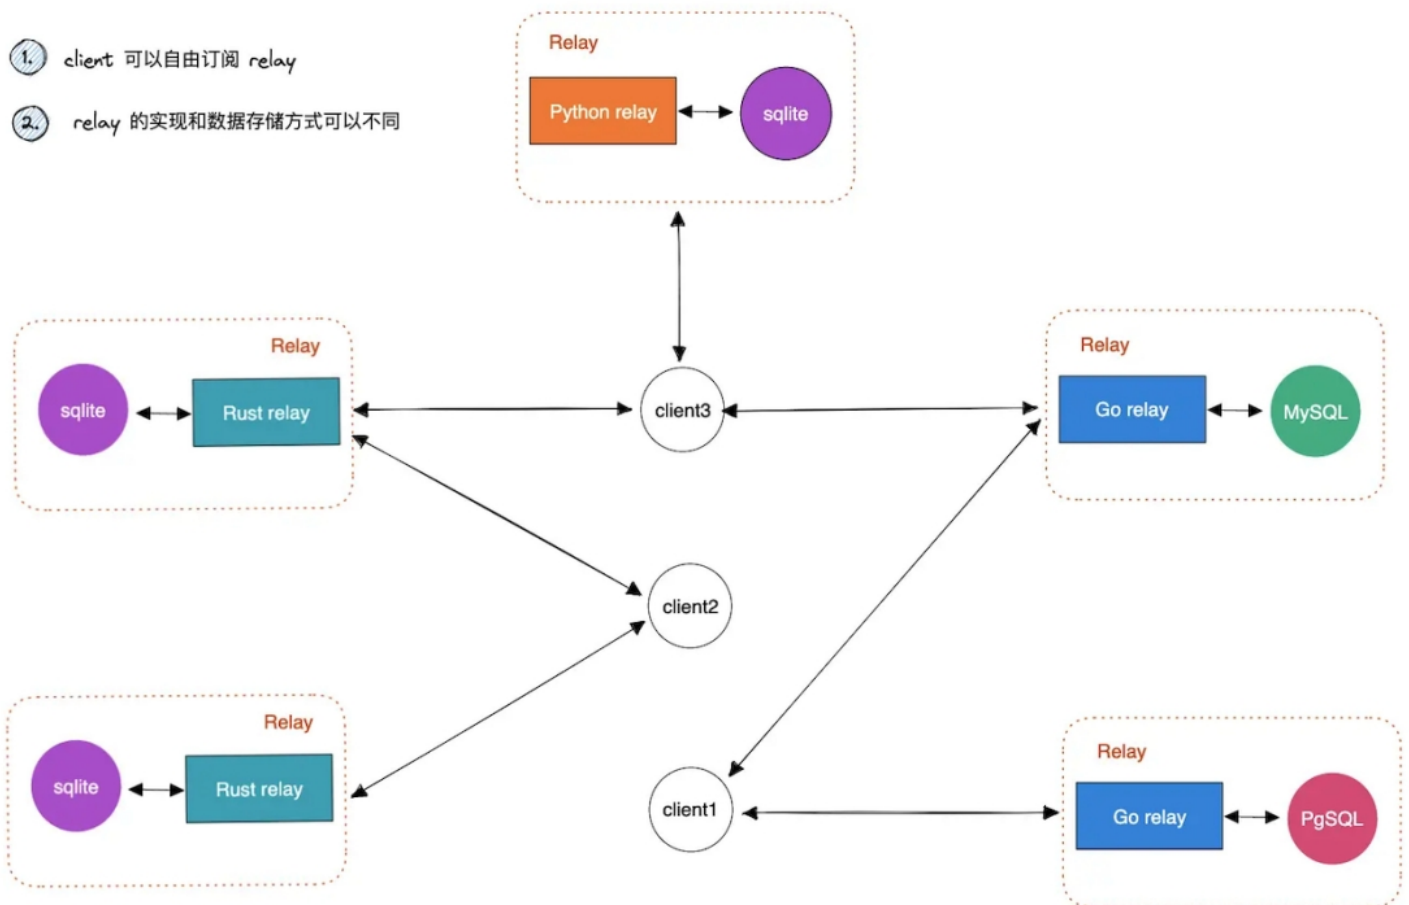 1. client 可以自由订阅 relay
2. relay 的实现和数据存储方式可以不同
Relay
Python relay
sqlite
Relay
sqlite
Rust relay
client3
Relay
Go relay
MySQL
client2
Relay
sqlite
Rust relay
client1
Relay
Go relay
PgSQL